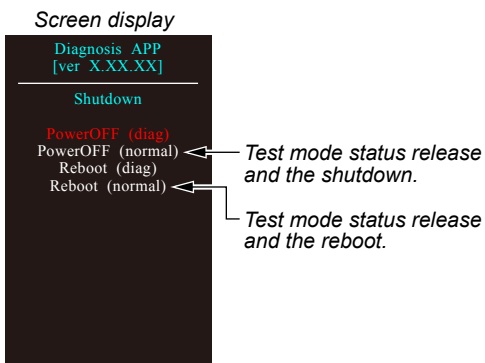 Screen display
Diagnosis APP
[ver X.XX.XX]
Shutdown
PowerOFF (diag)
PowerOFF (normal)
Reboot (diag)
Reboot (normal)
Test mode status release
and the shutdown.
Test mode status release
and the reboot.